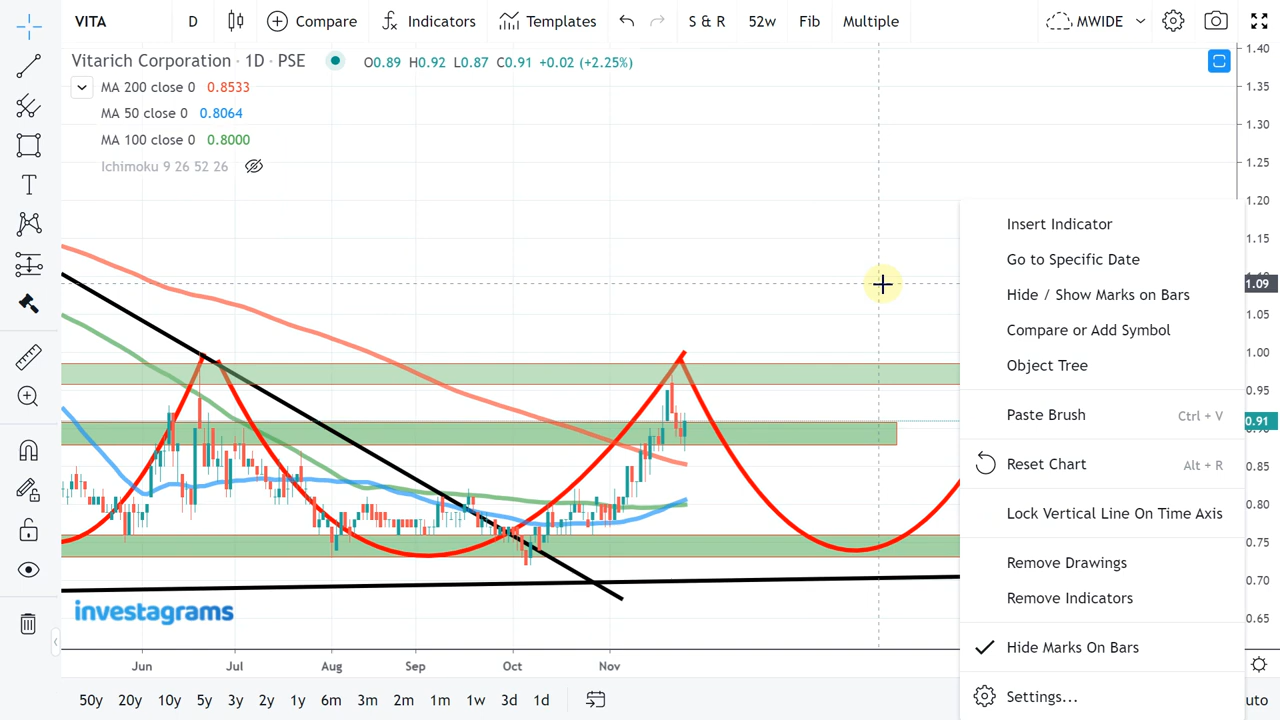 VITA D Compare Indicators Templates S & R 52w Fib Multiple MWIDE
Vitarich Corporation · 1D · PSE O0.89 H0.92 L0.87 C0.91 +0.02 (+2.25%)
MA 200 close 0 0.8533
MA 50 close 0 0.8064
MA 100 close 0 0.8000
Ichimoku 9 26 52 26
1.40
1.35
1.30
1.25
1.20
1.15
1.09
1.05
1.00
0.95
0.91
0.85
0.80
0.75
0.70
0.65
Insert Indicator
Go to Specific Date
Hide / Show Marks on Bars
Compare or Add Symbol
Object Tree
Paste Brush Ctrl + V
Reset Chart Alt + R
Lock Vertical Line On Time Axis
Remove Drawings
Remove Indicators
Hide Marks On Bars
Settings...
investagrams
Jun Jul Aug Sep Oct Nov
50y 20y 10y 5y 3y 2y 1y 6m 3m 2m 1m 1w 3d 1d